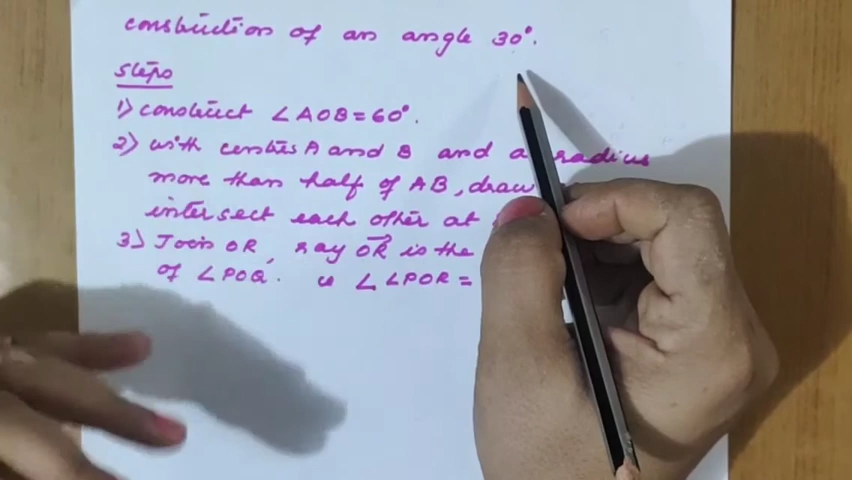 construction of an angle 30°.
Steps
1) construct ∠AOB = 60°.
2) with centres A and B and a radius
more than half of AB, draw
intersect each other at
3) Join OR, ray OR is the
of ∠POQ. ∠∠POR =